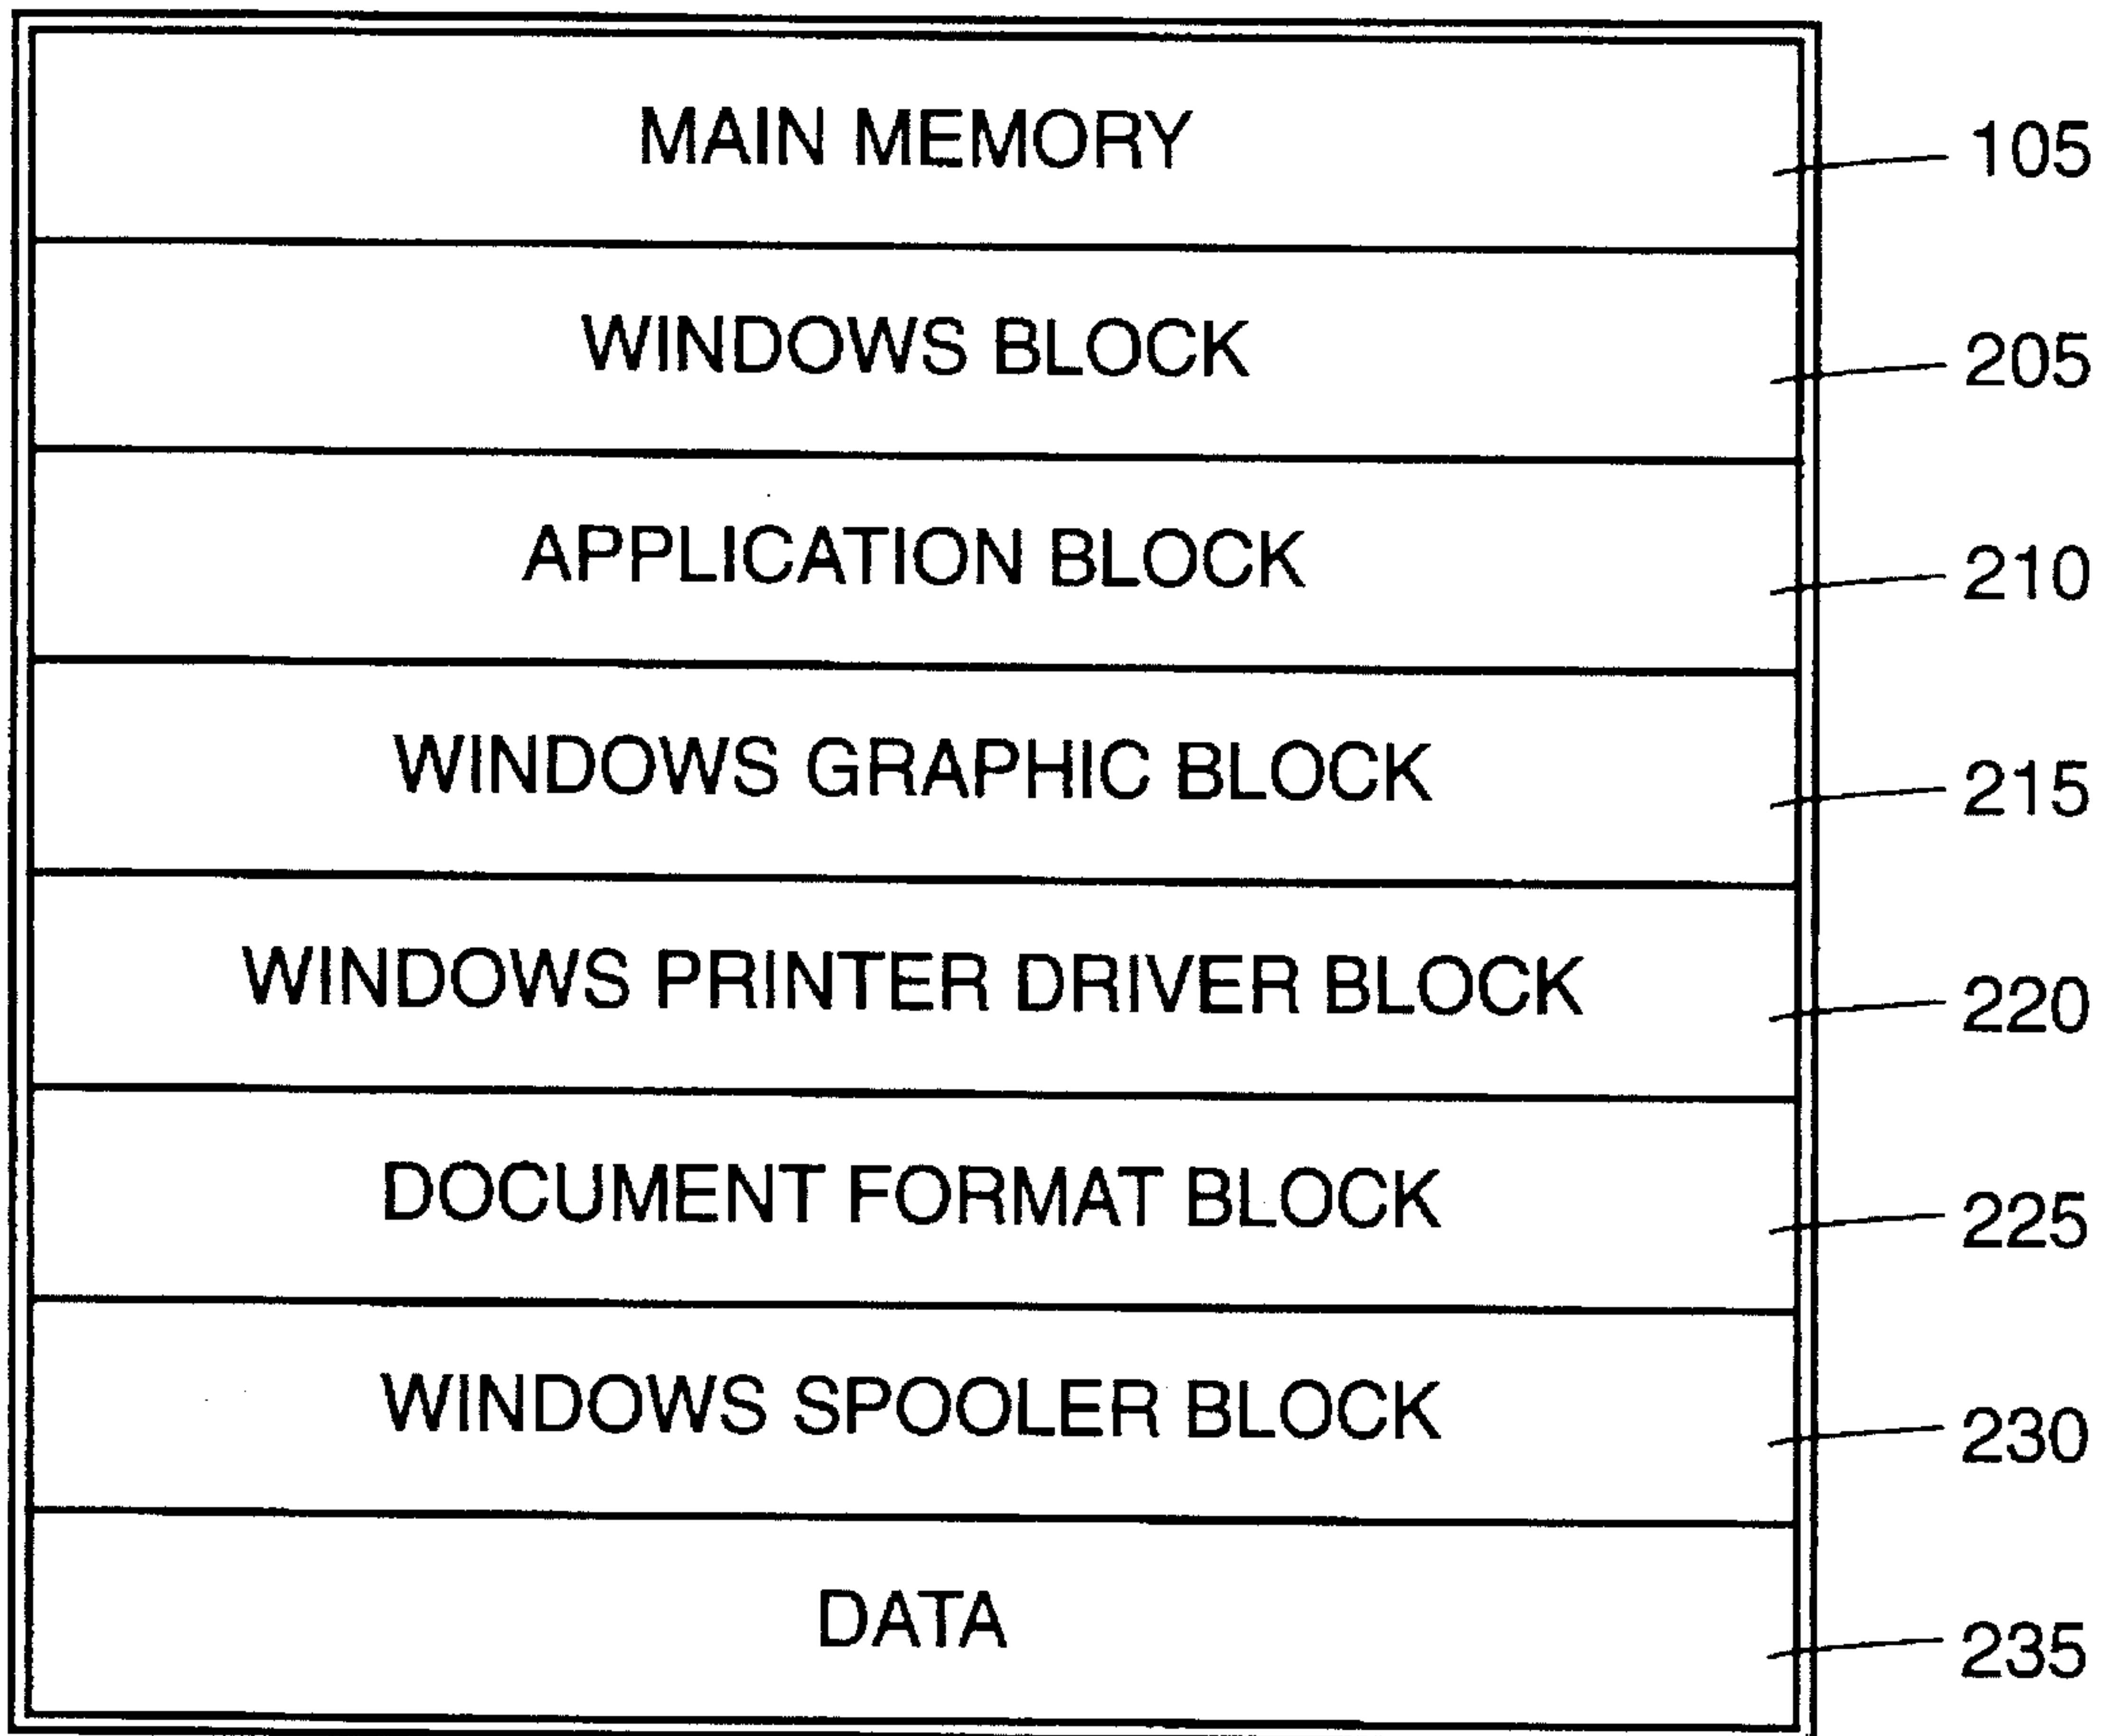 MAIN MEMORY 105
WINDOWS BLOCK 205
APPLICATION BLOCK 210
WINDOWS GRAPHIC BLOCK 215
WINDOWS PRINTER DRIVER BLOCK 220
DOCUMENT FORMAT BLOCK 225
WINDOWS SPOOLER BLOCK 230
DATA 235